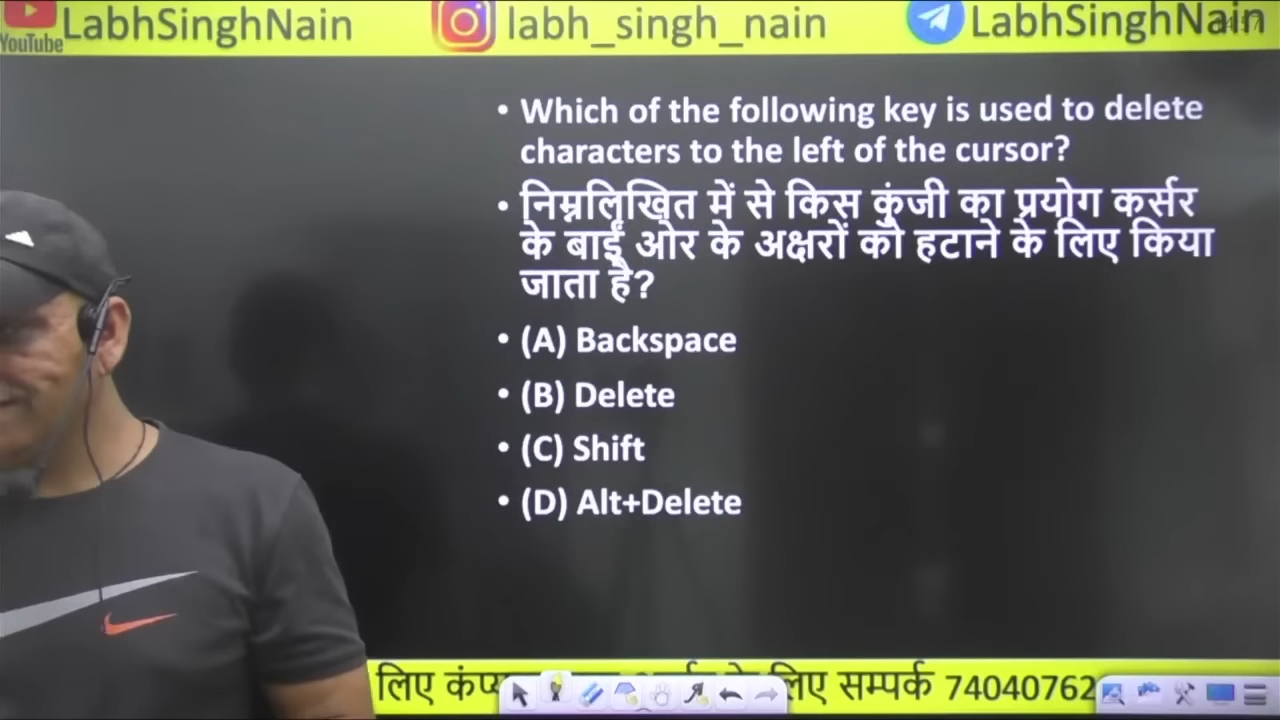 YouTube LabhSinghNain labh_singh_nain LabhSinghNain
• Which of the following key is used to delete
characters to the left of the cursor?
• निम्नलिखित में से किस कुंजी का प्रयोग कर्सर
के बाईं ओर के अक्षरों को हटाने के लिए किया
जाता है?
• (A) Backspace
• (B) Delete
• (C) Shift
• (D) Alt+Delete
लिए के लिए सम्पर्क 74040762